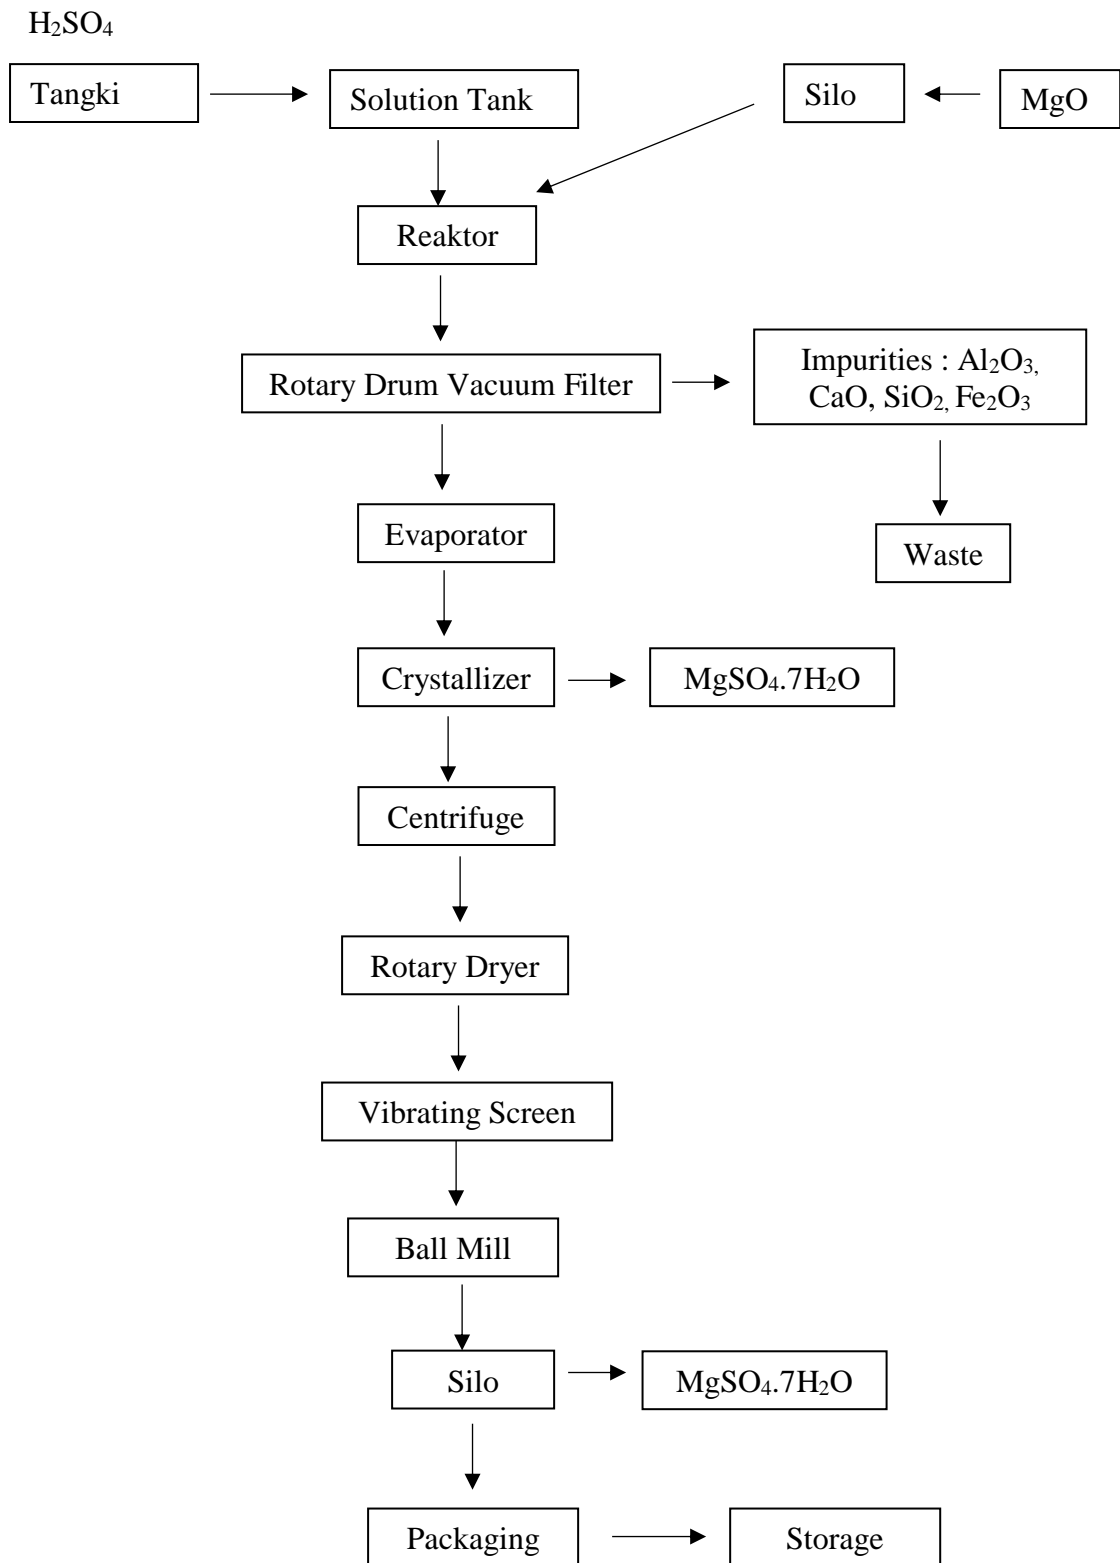 H₂SO₄
Tangki
Solution Tank
Silo
MgO
Reaktor
Rotary Drum Vacuum Filter
Impurities : Al₂O₃,
CaO, SiO₂, Fe₂O₃
Evaporator
Waste
Crystallizer
MgSO₄.7H₂O
Centrifuge
Rotary Dryer
Vibrating Screen
Ball Mill
Silo
MgSO₄.7H₂O
Packaging
Storage